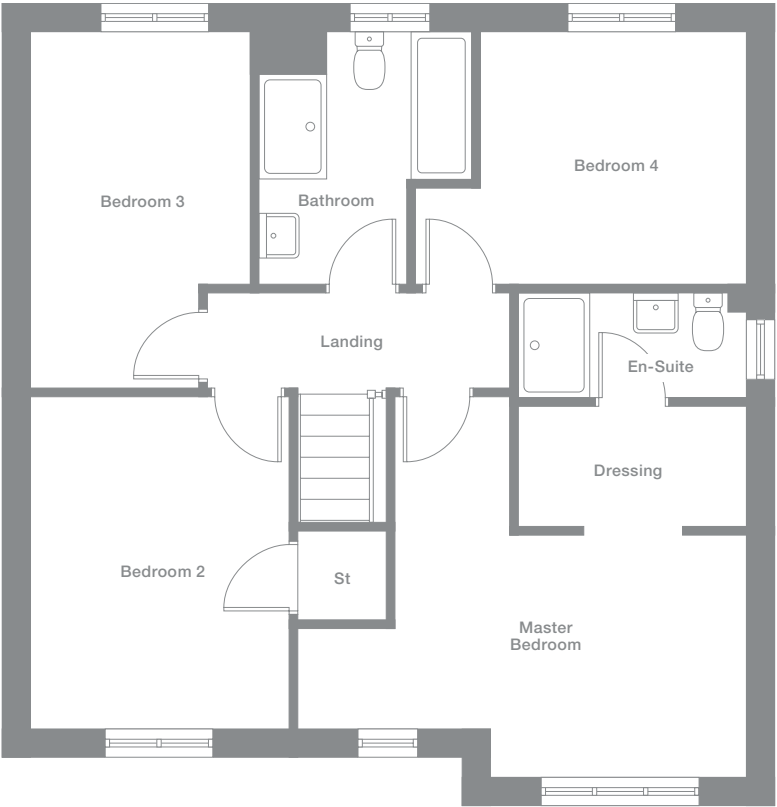 Bedroom 4
Bedroom 3
Bathroom
Landing
En-Suite
Dressing
Bedroom 2
St
Master
Bedroom